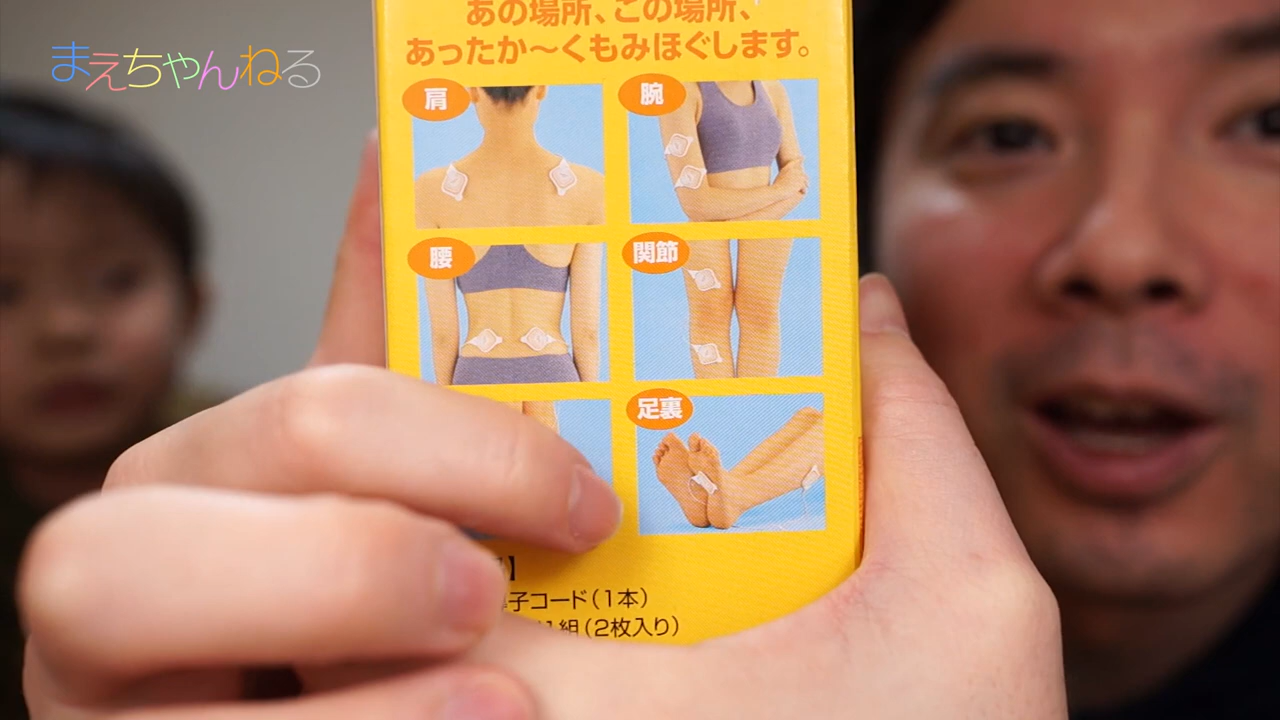 まえちゃんねる
あの場所、この場所、
あったか〜くもみほぐします。
肩
腕
腰
関節
足裏
】
子コード(1本)
組(2枚入り)